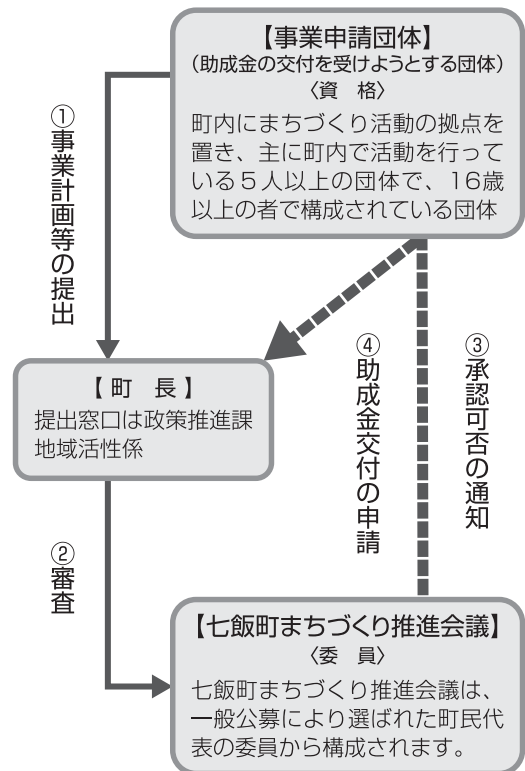 【事業申請団体】
(助成金の交付を受けようとする団体)
〈資　格〉
町内にまちづくり活動の拠点を
置き、主に町内で活動を行って
いる5人以上の団体で、16歳
以上の者で構成されている団体
①事業計画等の提出
【町　長】
提出窓口は政策推進課
地域活性係
②審査
③承認可否の通知
④助成金交付の申請
【七飯町まちづくり推進会議】
〈委　員〉
七飯町まちづくり推進会議は、
一般公募により選ばれた町民代
表の委員から構成されます。